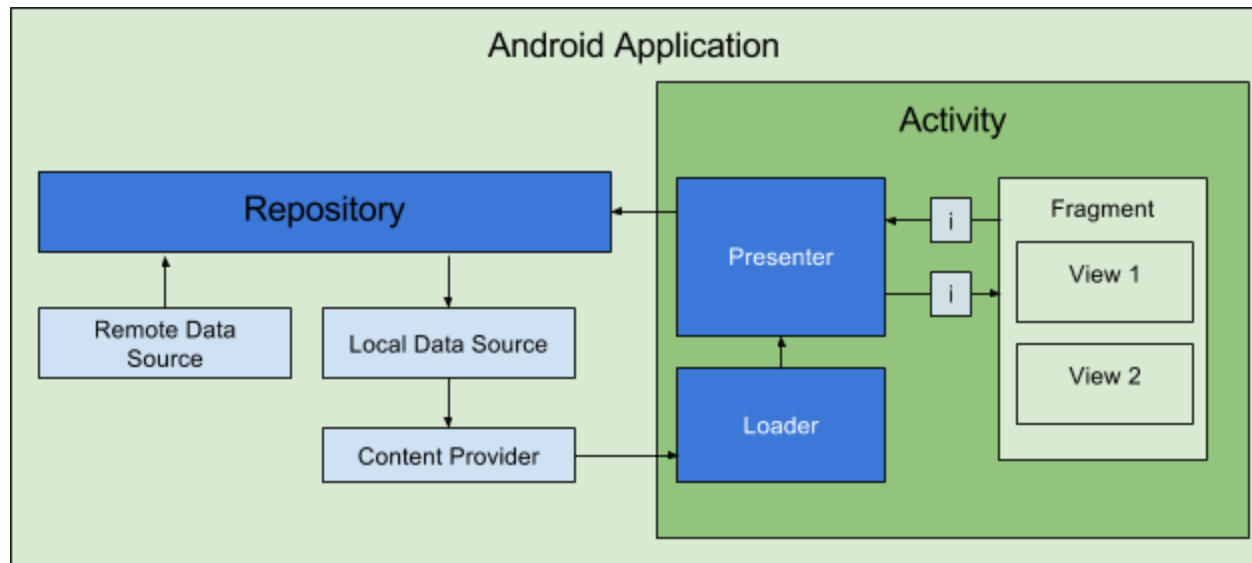 Android Application
Activity
Repository
Presenter
i
i
Fragment
View 1
View 2
Remote Data
Source
Local Data Source
Loader
Content Provider